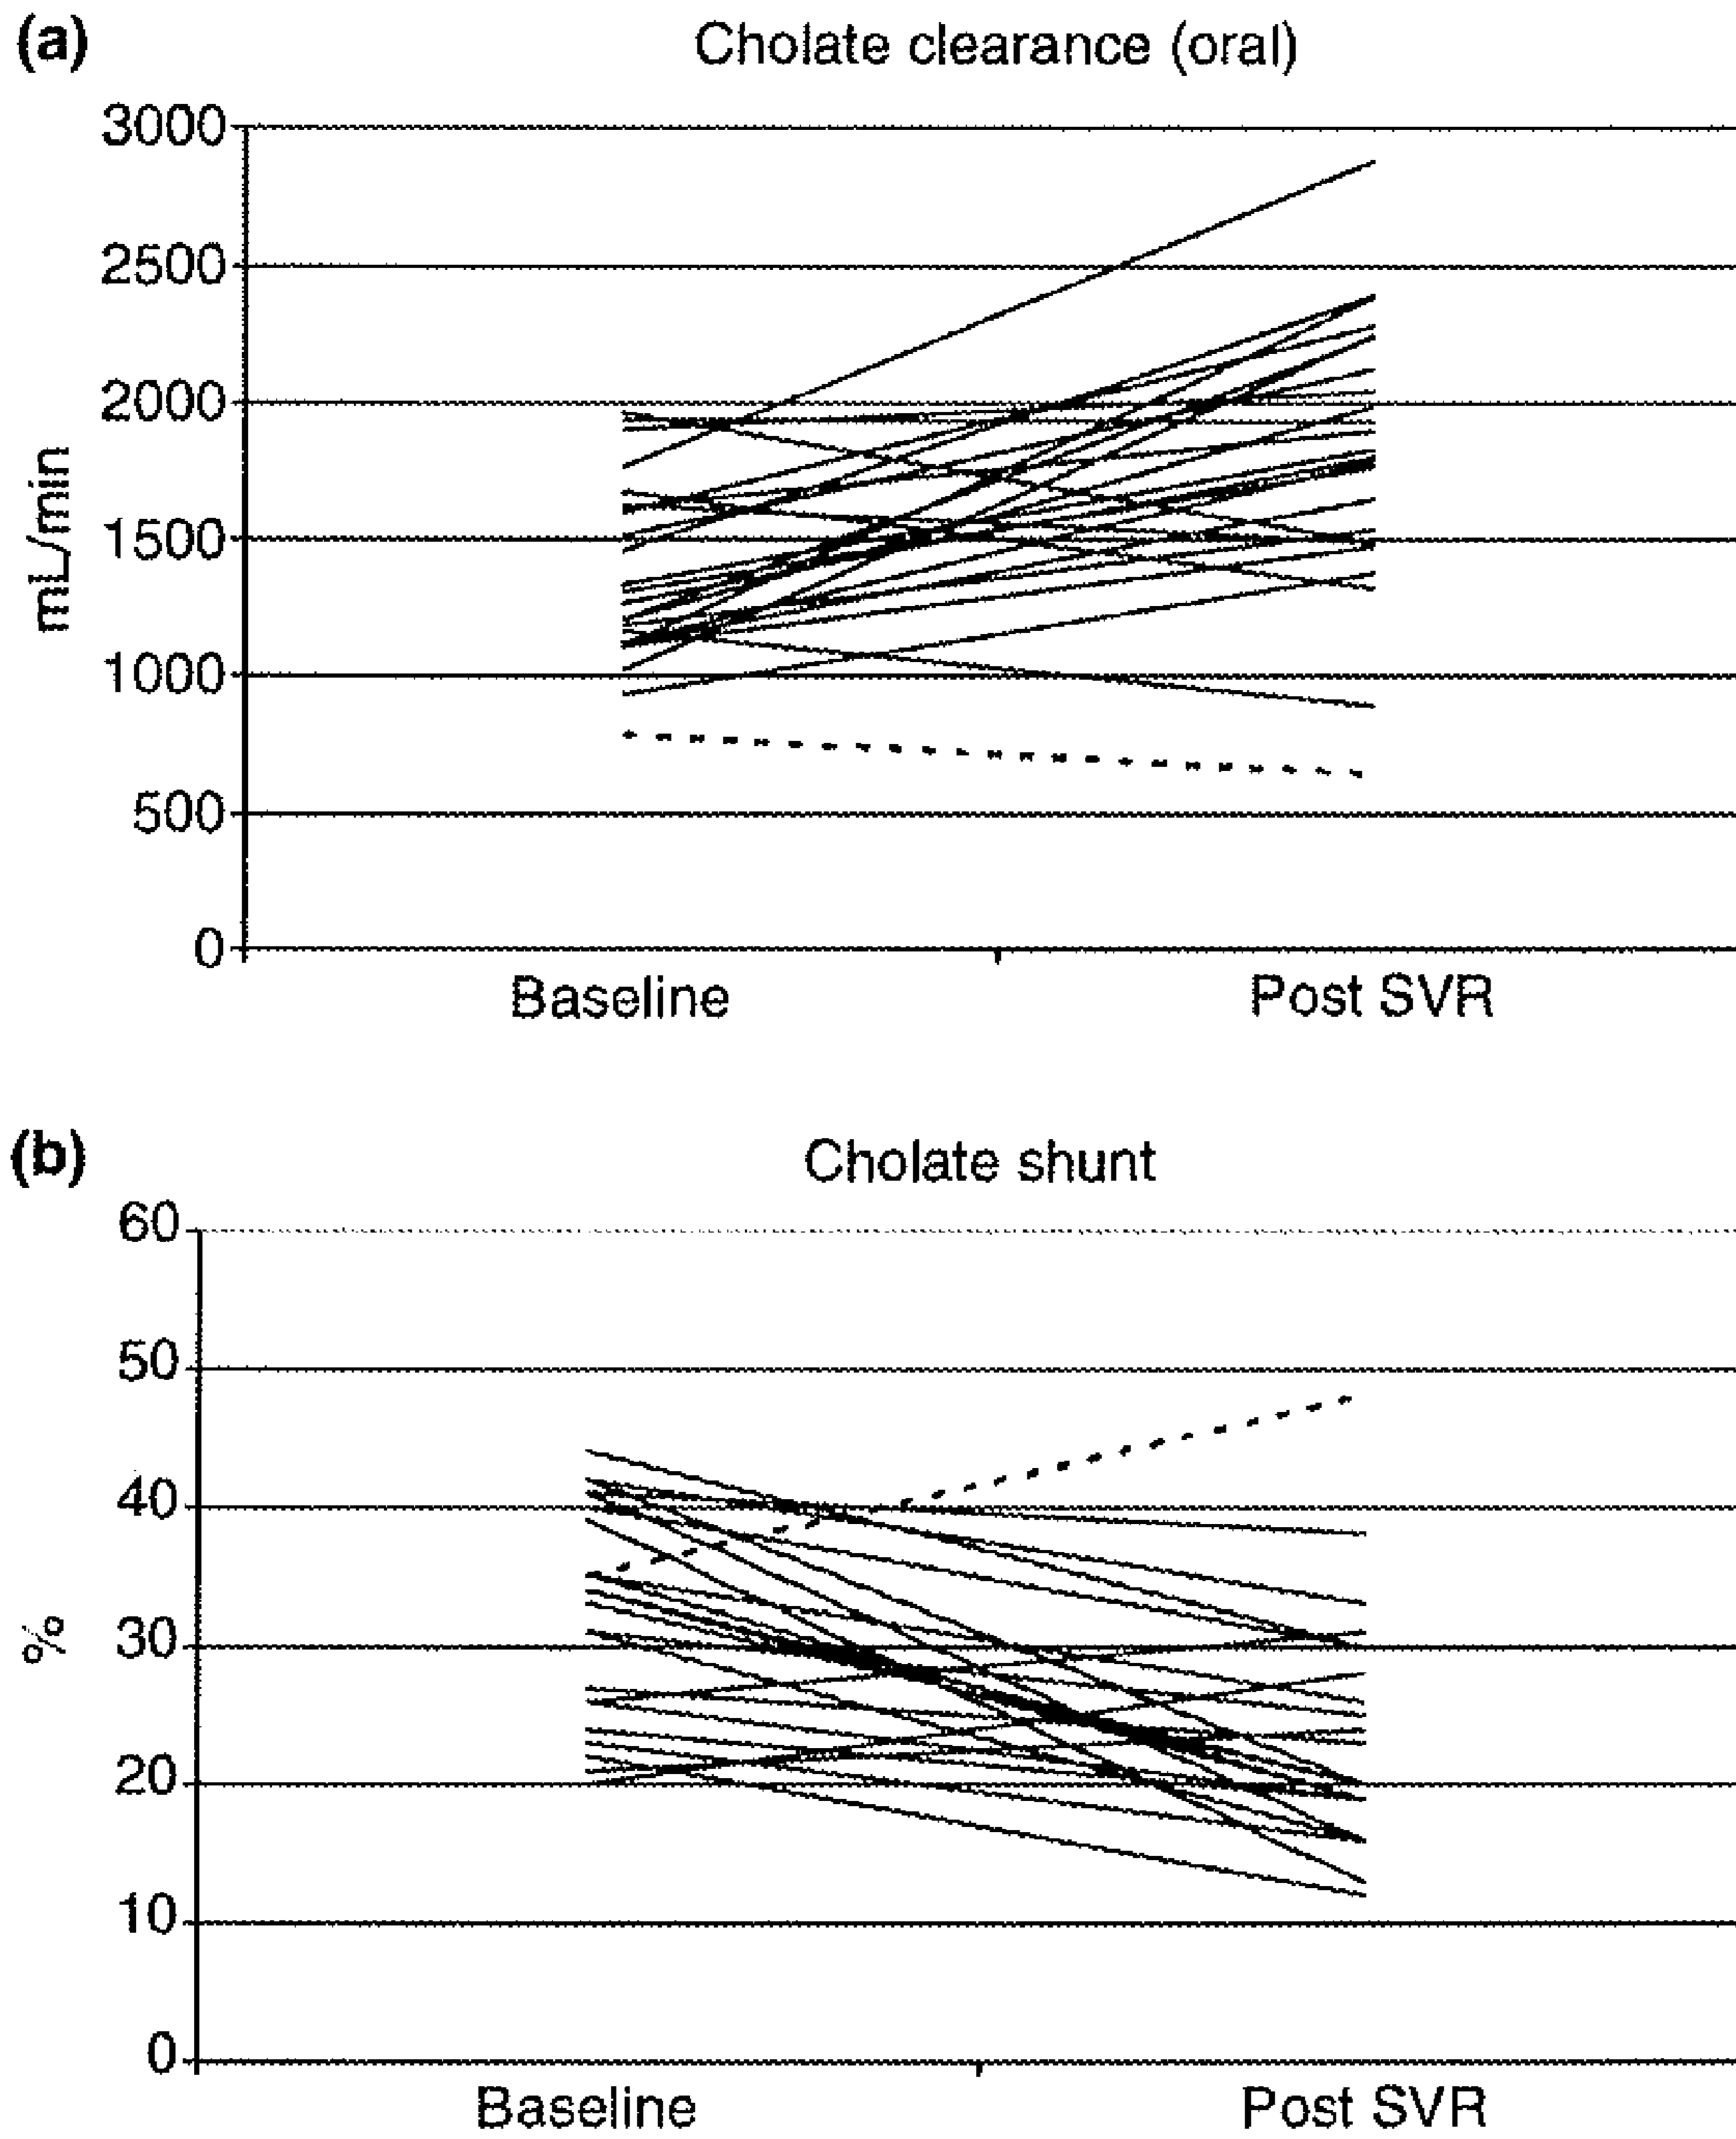 (a)
Cholate clearance (oral)
3000
2500
2000
1500
1000
500
0
mL/min
Baseline Post SVR
(b)
Cholate shunt
60
50
40
30
20
10
0
%
Baseline Post SVR